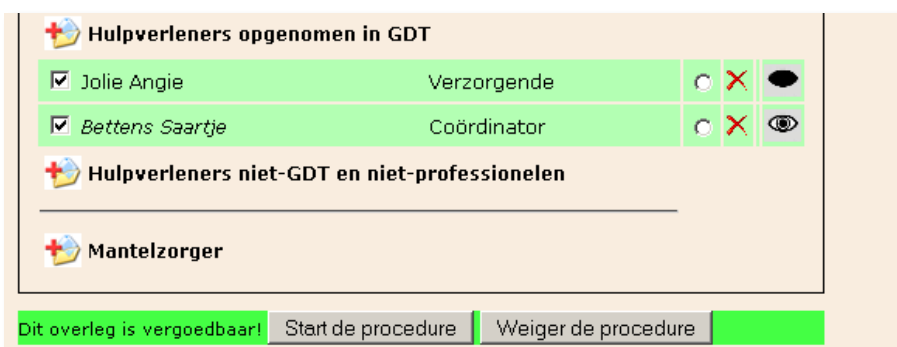 Hulpverleners opgenomen in GDT
Jolie Angie Verzorgende
Bettens Saartje Coördinator
Hulpverleners niet-GDT en niet-professionelen
Mantelzorger
Dit overleg is vergoedbaar! Start de procedure Weiger de procedure